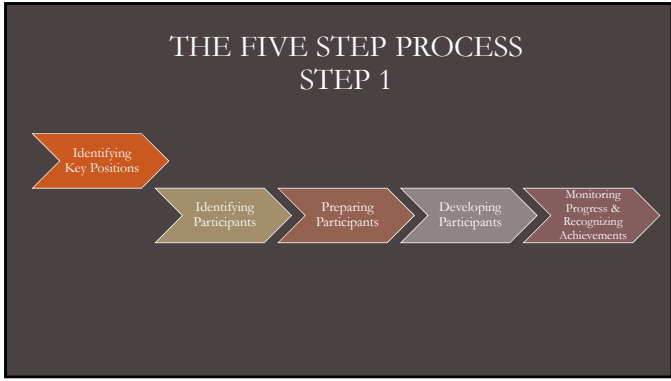 THE FIVE STEP PROCESS
STEP 1
Identifying
Key Positions
Identifying
Participants
Preparing
Participants
Developing
Participants
Monitoring
Progress &
Recognizing
Achievements